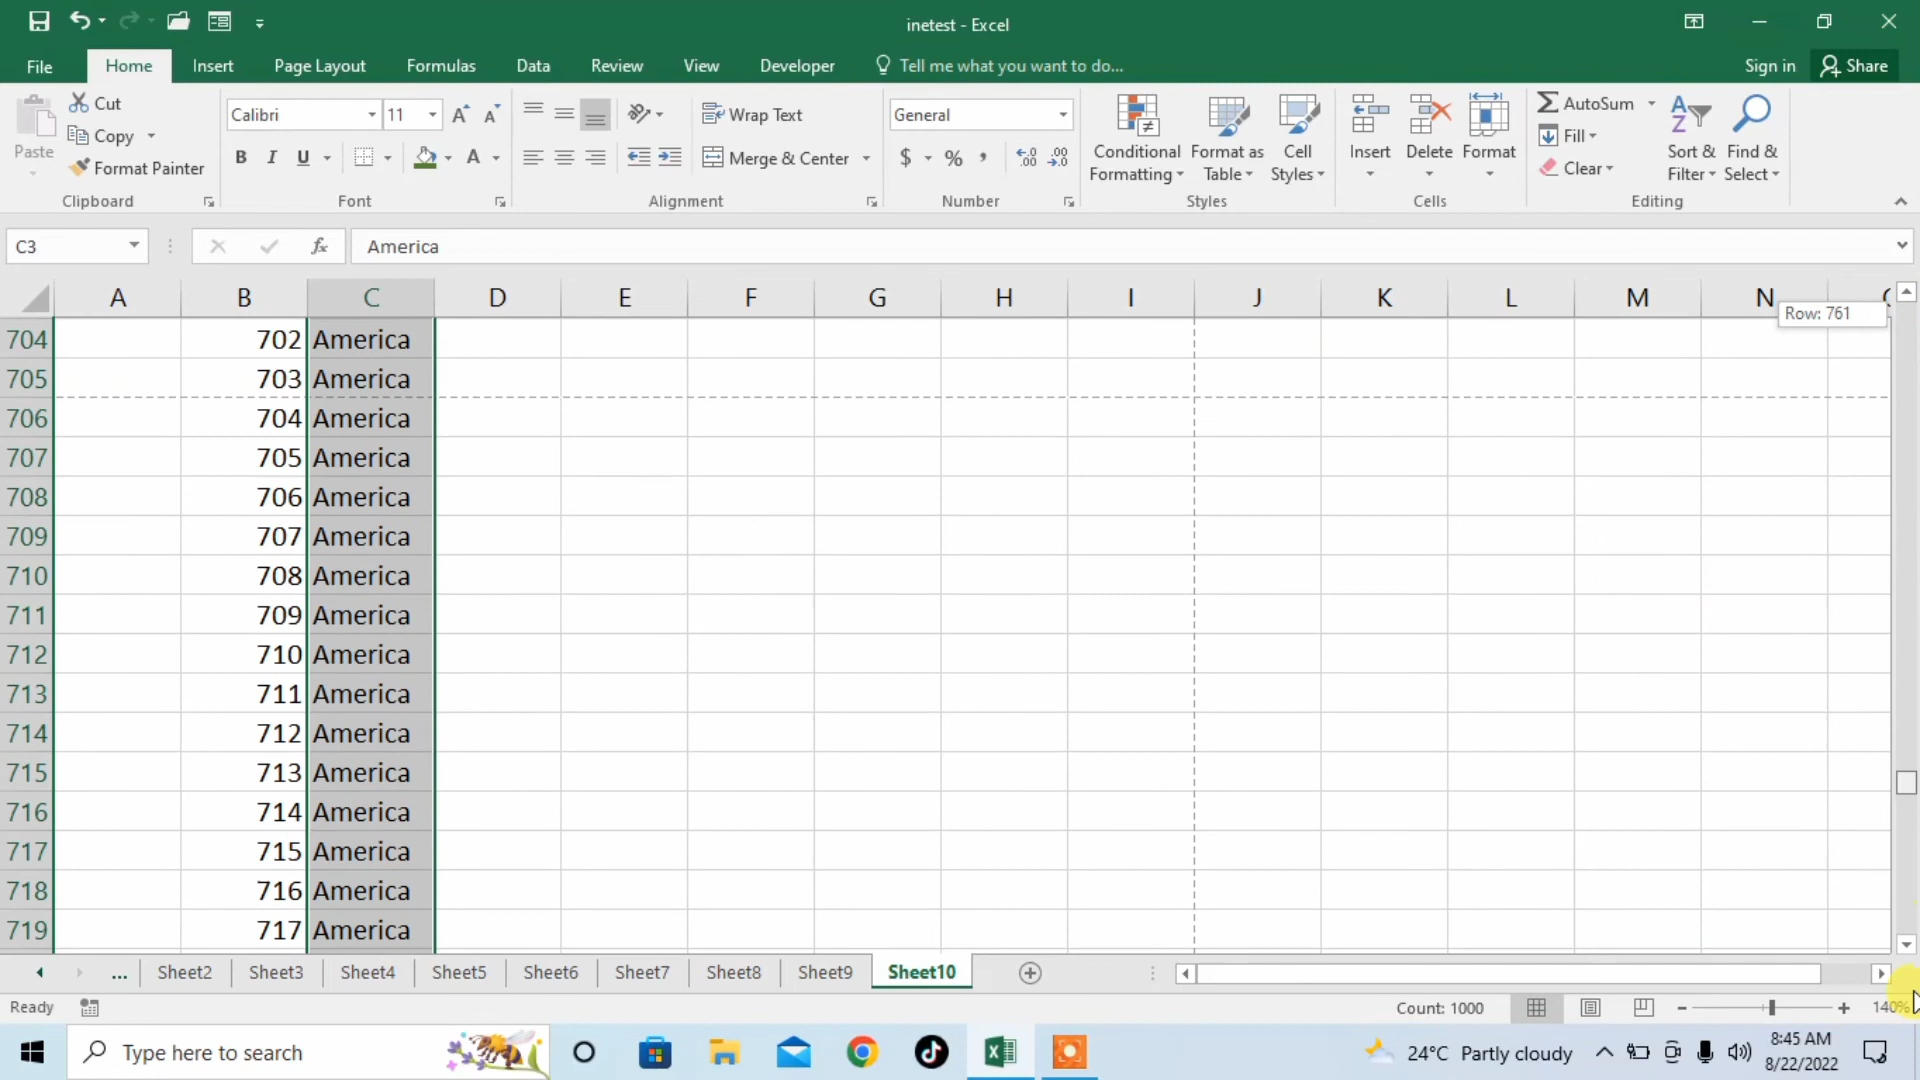 inetest - Excel
File Home Insert Page Layout Formulas Data Review View Developer Tell me what you want to do... Sign in Share
Paste Cut Copy Format Painter
Calibri 11
B I U A
Wrap Text
Merge & Center
General
$ % ,
Conditional Formatting Format as Table Cell Styles
Insert Delete Format
AutoSum
Fill
Clear
Sort & Filter Find & Select
Clipboard Font Alignment Number Styles Cells Editing
C3 fx America
A B C D E F G H I J K L M N
Row: 761
704 702 America
705 703 America
706 704 America
707 705 America
708 706 America
709 707 America
710 708 America
711 709 America
712 710 America
713 711 America
714 712 America
715 713 America
716 714 America
717 715 America
718 716 America
719 717 America
... Sheet2 Sheet3 Sheet4 Sheet5 Sheet6 Sheet7 Sheet8 Sheet9 Sheet10
Ready Count: 1000 140%
Type here to search 24°C Partly cloudy 8:45 AM
8/22/2022